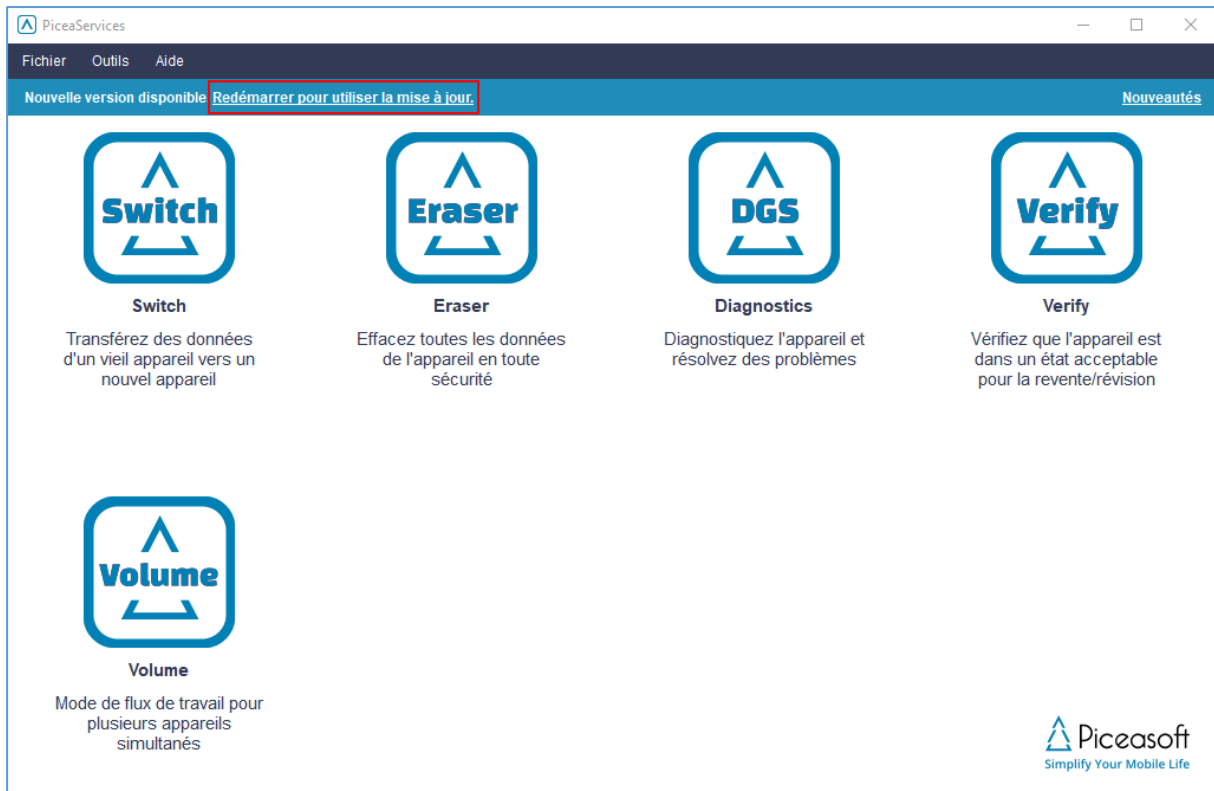 PiceaServices
Fichier Outils Aide
Nouvelle version disponible Redémarrer pour utiliser la mise à jour. Nouveautés
Switch Eraser DGS Verify
Switch Eraser Diagnostics Verify
Transférez des données Effacez toutes les données Diagnostiquez l'appareil et Vérifiez que l'appareil est
d'un vieil appareil vers un de l'appareil en toute résolvez des problèmes dans un état acceptable
nouvel appareil sécurité pour la revente/révision
Volume
Volume
Mode de flux de travail pour
plusieurs appareils
simultanés
Piceasoft
Simplify Your Mobile Life